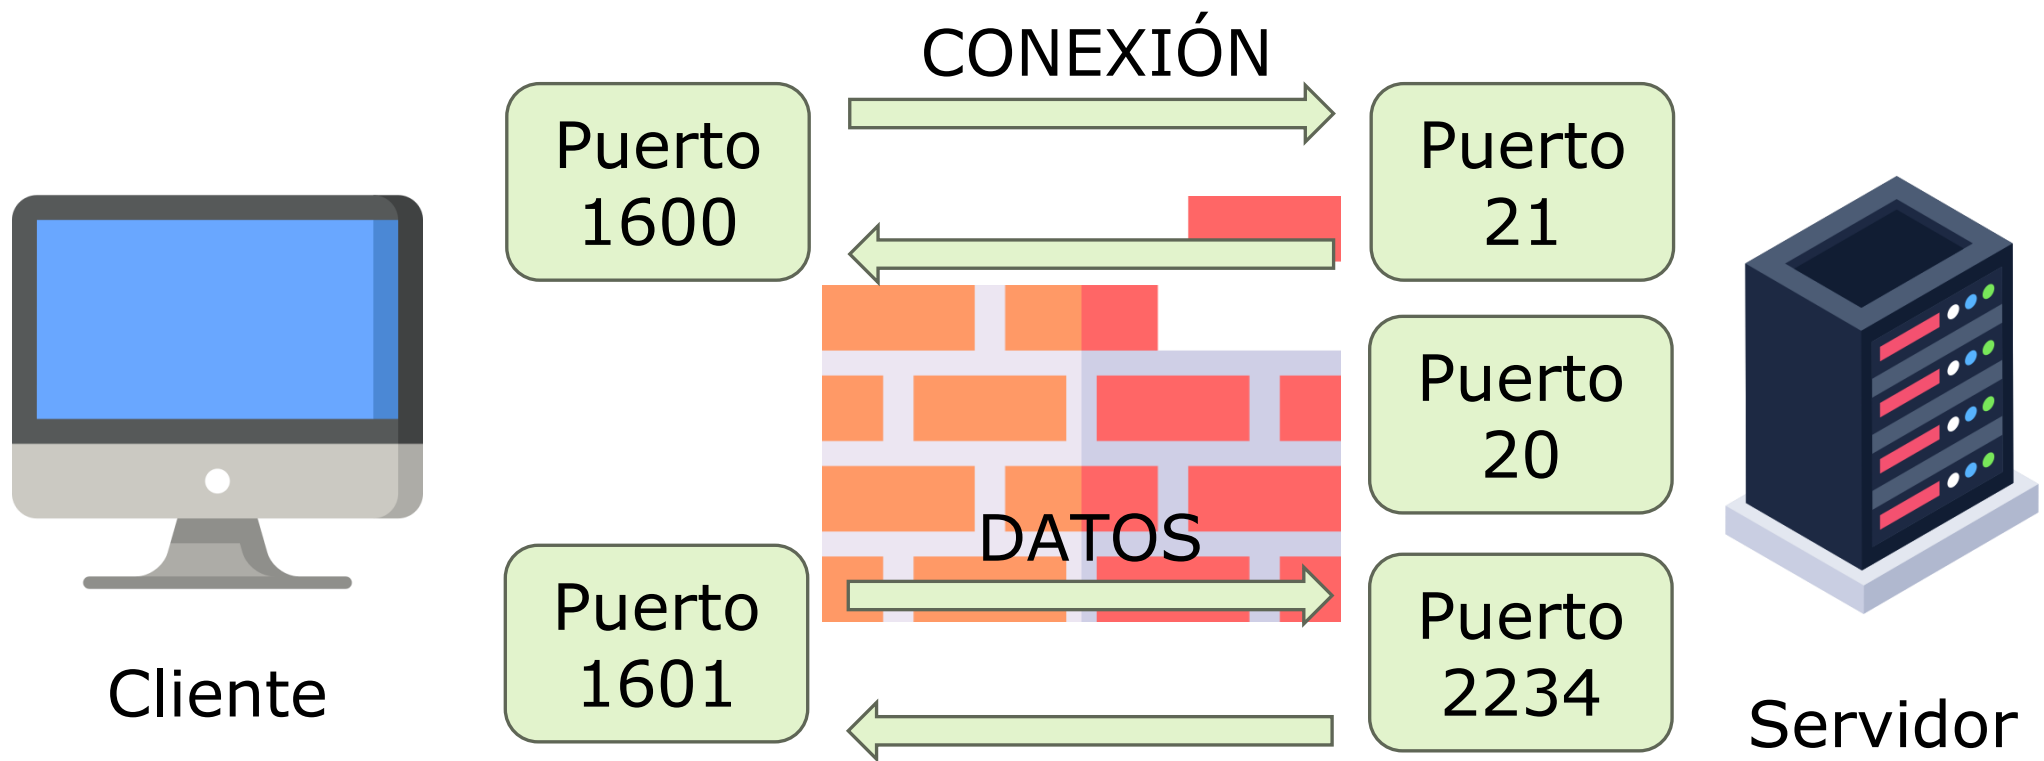 CONEXIÓN
Puerto
1600
Puerto
21
Puerto
20
DATOS
Puerto
1601
Puerto
2234
Cliente
Servidor